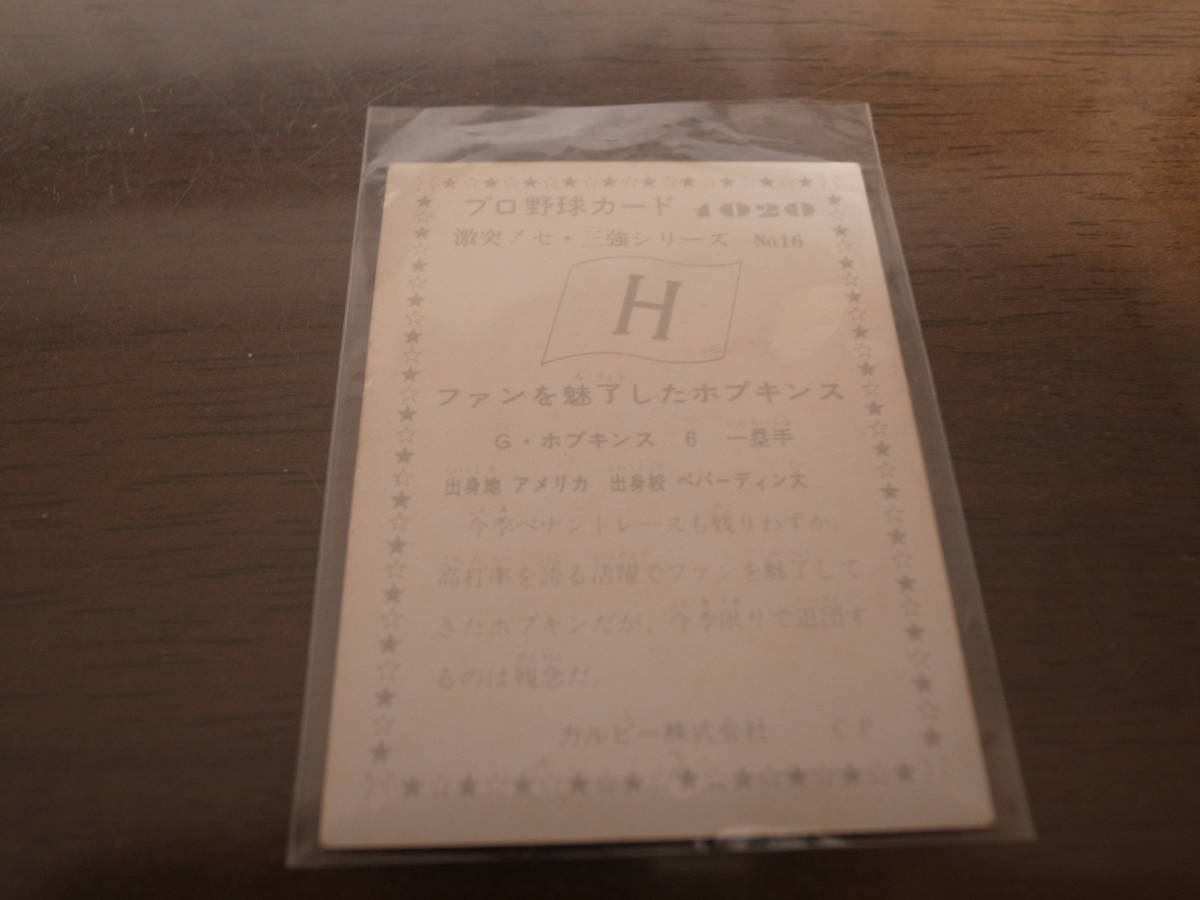 プロ野球カード 1020
激突！セ・三強シリーズ No.16
H
ファンを魅了したホプキンス
G・ホプキンス 6 一塁手
出身地 アメリカ 出身校 ペパーディン大
今季ペナントレースも残りわずか。
高打率を誇る活躍でファンを魅了して
きたホプキンだが、今季限りで退団す
るのは残念だ。
カルビー株式会社 C P